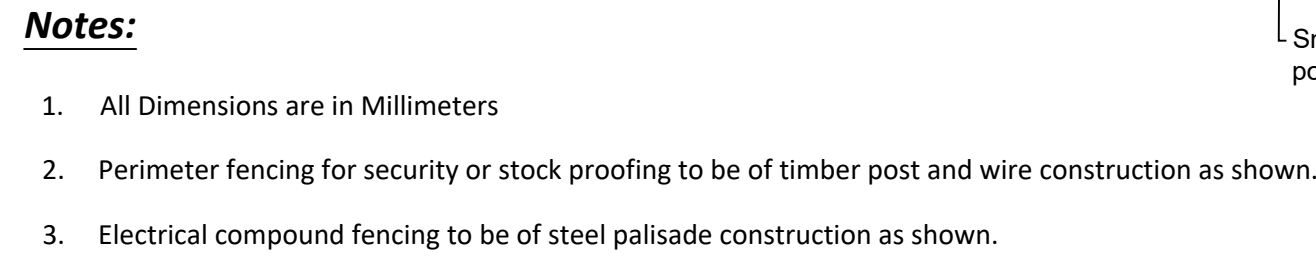 Notes:
1. All Dimensions are in Millimeters
2. Perimeter fencing for security or stock proofing to be of timber post and wire construction as shown.
3. Electrical compound fencing to be of steel palisade construction as shown.